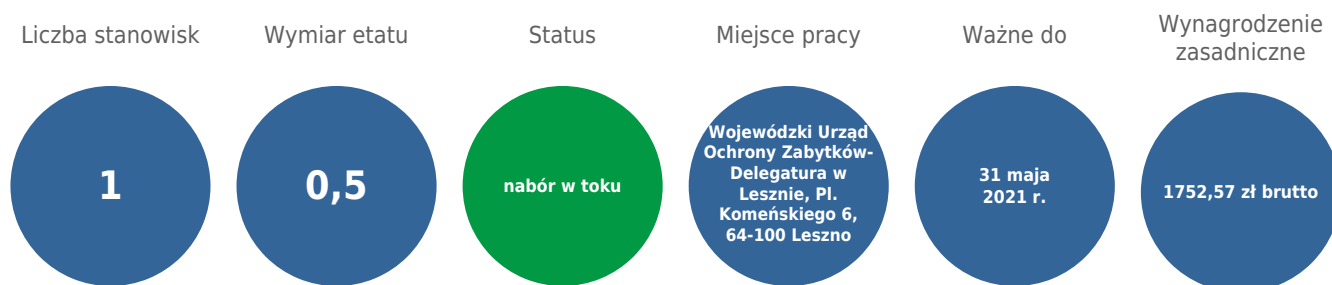 Liczba stanowisk
1
Wymiar etatu
0,5
Status
nabór w toku
Miejsce pracy
Wojewódzki Urząd
Ochrony Zabytków-
Delegatura w
Lesznie, Pl.
Komeńskiego 6,
64-100 Leszno
Ważne do
31 maja
2021 r.
Wynagrodzenie
zasadnicze
1752,57 zł brutto